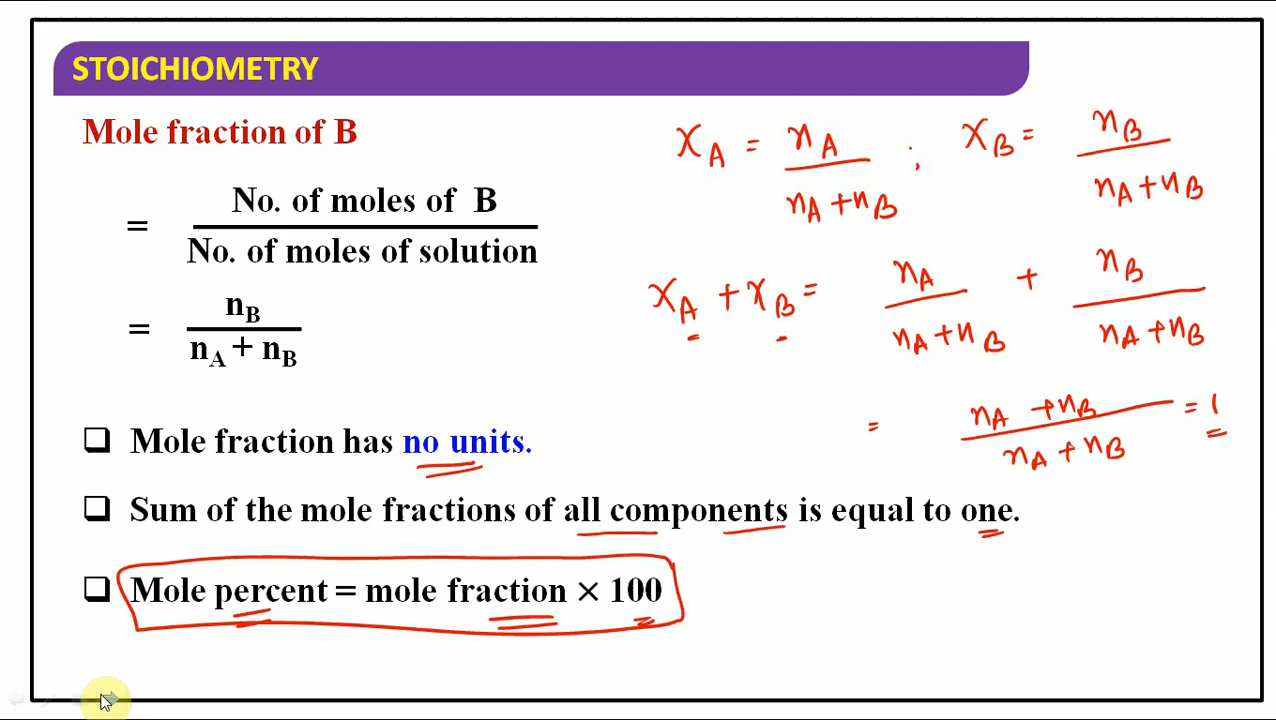 STOICHIOMETRY
Mole fraction of B
= No. of moles of B
No. of moles of solution
= nB
nA + nB
xA = nA / nA+nB ; xB = nB / nA+nB
xA + xB = nA / nA+nB + nB / nA+nB
= nA+nB / nA+nB = 1
❑ Mole fraction has no units.
❑ Sum of the mole fractions of all components is equal to one.
❑ Mole percent = mole fraction × 100